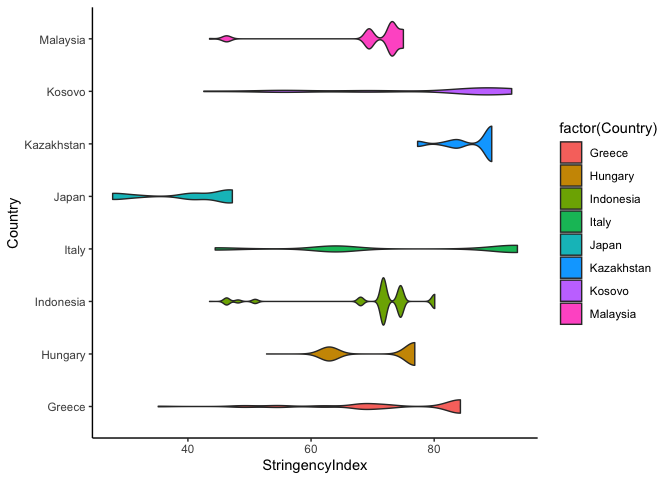 Malaysia
Kosovo
Kazakhstan
Japan
Italy
Indonesia
Hungary
Greece
Country
40 60 80
StringencyIndex
factor(Country)
Greece
Hungary
Indonesia
Italy
Japan
Kazakhstan
Kosovo
Malaysia